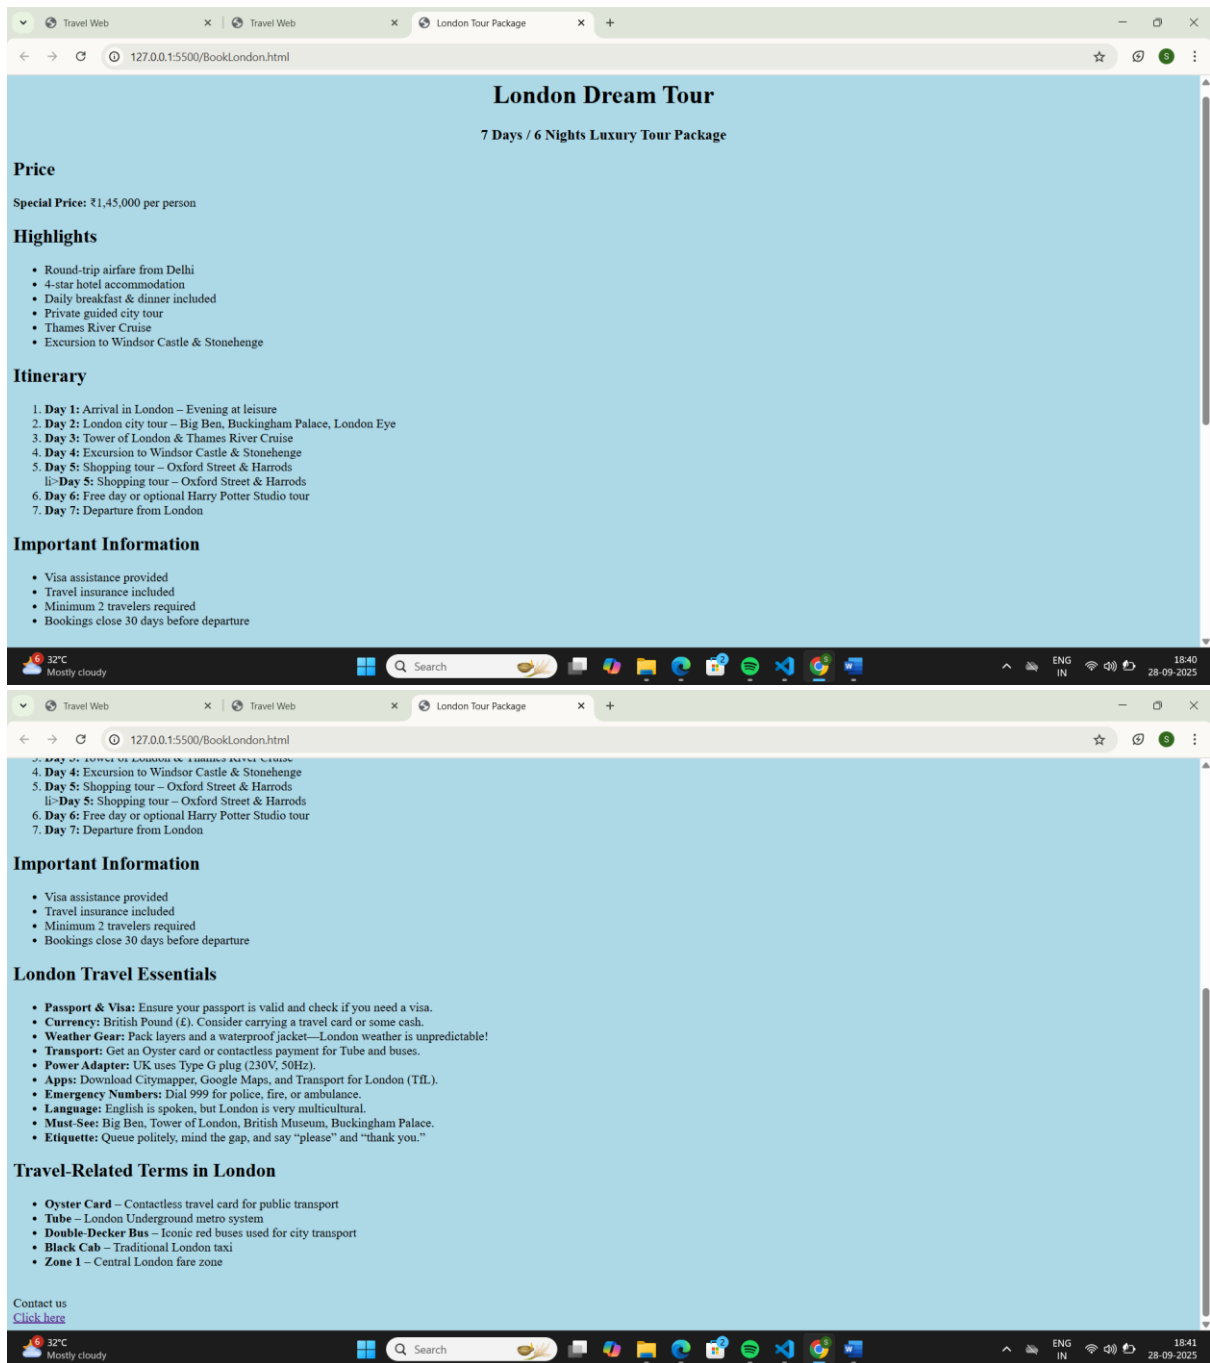 Travel Web
Travel Web
London Tour Package
127.0.0.1:5500/BookLondon.html
S
London Dream Tour
7 Days / 6 Nights Luxury Tour Package
Price
Special Price: ₹1,45,000 per person
Highlights
• Round-trip airfare from Delhi
• 4-star hotel accommodation
• Daily breakfast & dinner included
• Private guided city tour
• Thames River Cruise
• Excursion to Windsor Castle & Stonehenge
Itinerary
1. Day 1: Arrival in London – Evening at leisure
2. Day 2: London city tour – Big Ben, Buckingham Palace, London Eye
3. Day 3: Tower of London & Thames River Cruise
4. Day 4: Excursion to Windsor Castle & Stonehenge
5. Day 5: Shopping tour – Oxford Street & Harrods
li>Day 5: Shopping tour – Oxford Street & Harrods
6. Day 6: Free day or optional Harry Potter Studio tour
7. Day 7: Departure from London
Important Information
• Visa assistance provided
• Travel insurance included
• Minimum 2 travelers required
• Bookings close 30 days before departure
6
32°C
Mostly cloudy
Search
2
S
ENG
IN
18:40
28-09-2025
Travel Web
Travel Web
London Tour Package
127.0.0.1:5500/BookLondon.html
S
3. Day 3: Tower of London & Thames River Cruise
4. Day 4: Excursion to Windsor Castle & Stonehenge
5. Day 5: Shopping tour – Oxford Street & Harrods
li>Day 5: Shopping tour – Oxford Street & Harrods
6. Day 6: Free day or optional Harry Potter Studio tour
7. Day 7: Departure from London
Important Information
• Visa assistance provided
• Travel insurance included
• Minimum 2 travelers required
• Bookings close 30 days before departure
London Travel Essentials
• Passport & Visa: Ensure your passport is valid and check if you need a visa.
• Currency: British Pound (£). Consider carrying a travel card or some cash.
• Weather Gear: Pack layers and a waterproof jacket—London weather is unpredictable!
• Transport: Get an Oyster card or contactless payment for Tube and buses.
• Power Adapter: UK uses Type G plug (230V, 50Hz).
• Apps: Download Citymapper, Google Maps, and Transport for London (TfL).
• Emergency Numbers: Dial 999 for police, fire, or ambulance.
• Language: English is spoken, but London is very multicultural.
• Must-See: Big Ben, Tower of London, British Museum, Buckingham Palace.
• Etiquette: Queue politely, mind the gap, and say “please” and “thank you.”
Travel-Related Terms in London
• Oyster Card – Contactless travel card for public transport
• Tube – London Underground metro system
• Double-Decker Bus – Iconic red buses used for city transport
• Black Cab – Traditional London taxi
• Zone 1 – Central London fare zone
Contact us
Click here
6
32°C
Mostly cloudy
Search
2
S
ENG
IN
18:41
28-09-2025